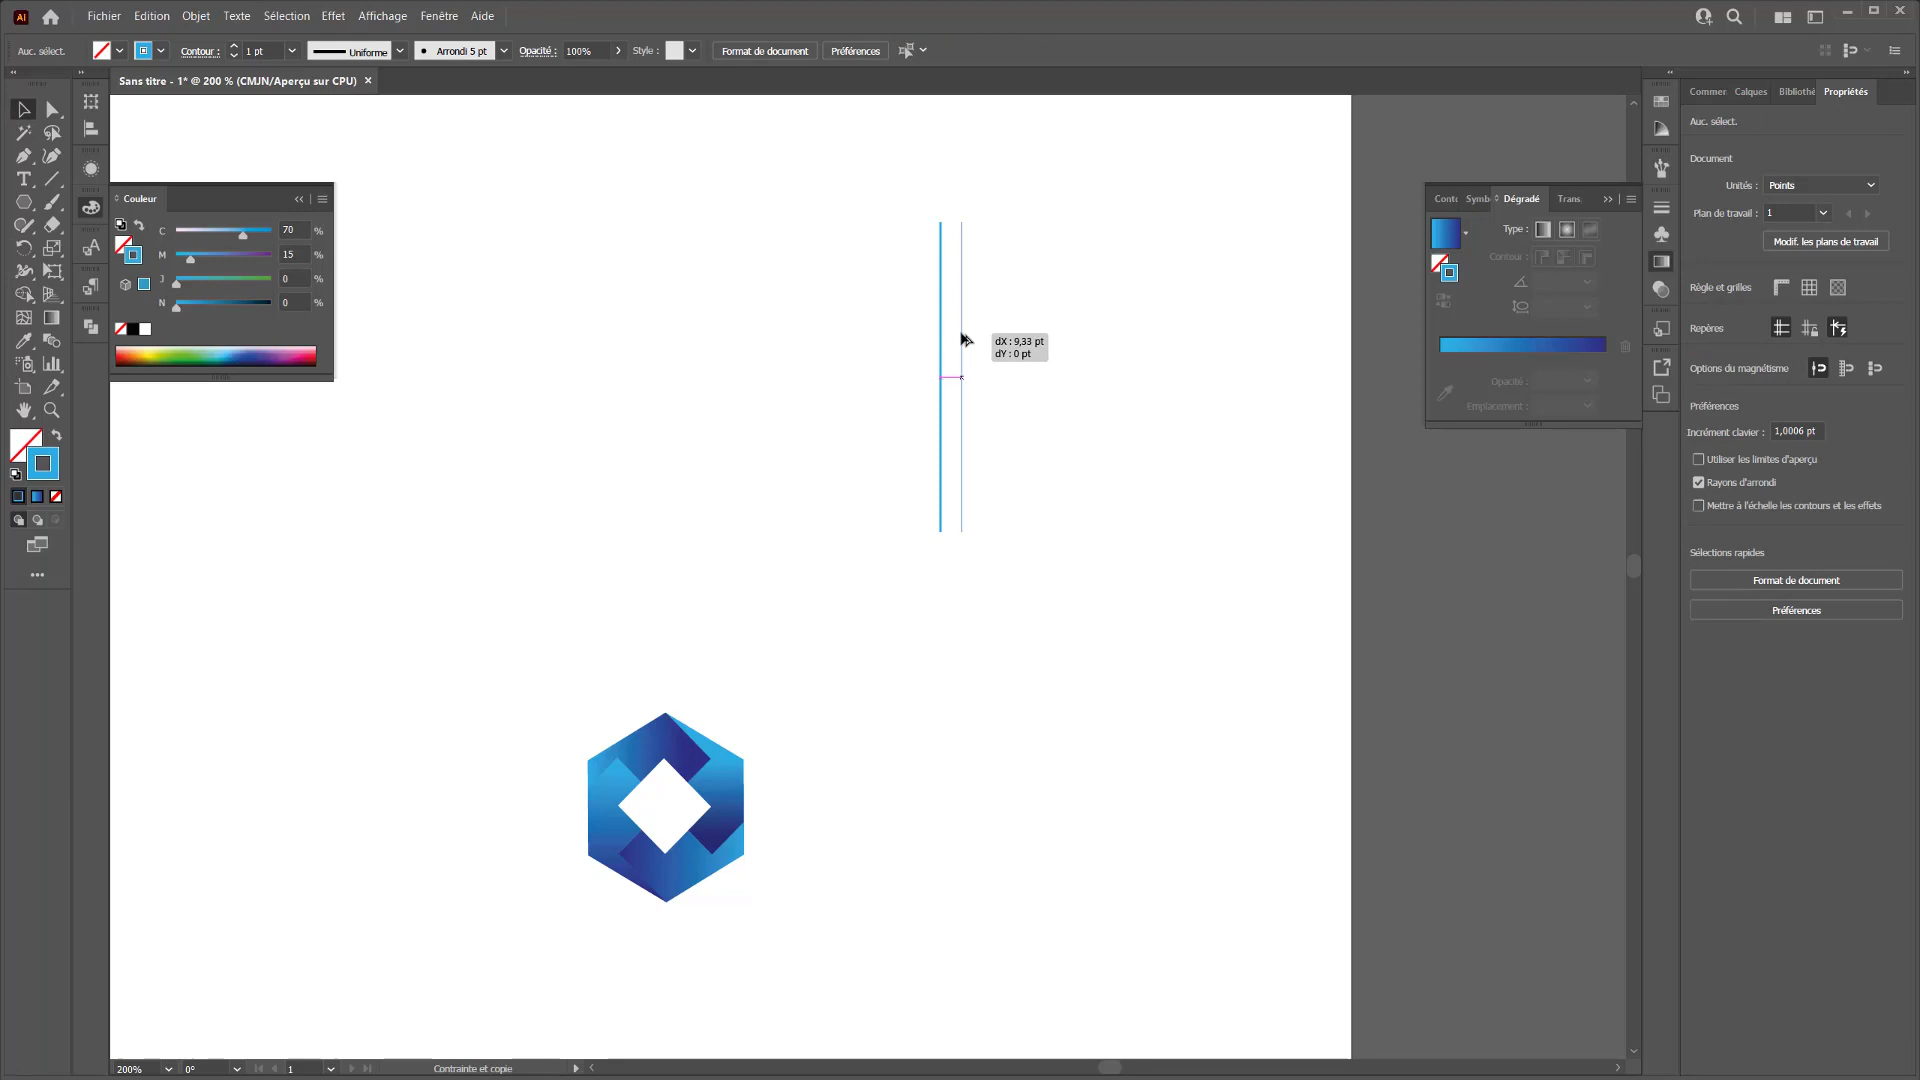 Ai Fichier Edition Objet Texte Sélection Effet Affichage Fenêtre Aide
Auc. sélect. Contour : 1 pt Uniforme Arrondi 5 pt Opacité : 100% Style : Format de document Préférences
Sans titre - 1* @ 200 % (CMJN/Aperçu sur CPU)
Couleur
C 70 %
M 15 %
J 0 %
N 0 %
dX : 9,33 pt
dY : 0 pt
Conte Symb Dégradé Trans
Type :
Contour :
Opacité :
Emplacement :
Commer Calques Bibliothè Propriétés
Auc. sélect.
Document
Unités : Points
Plan de travail : 1
Modif. les plans de travail
Règle et grilles
Repères
Options du magnétisme
Préférences
Incrément clavier : 1,0006 pt
Utiliser les limites d'aperçu
Rayons d'arrondi
Mettre à l'échelle les contours et les effets
Sélections rapides
Format de document
Préférences
200% 0° 1 Contrainte et copie